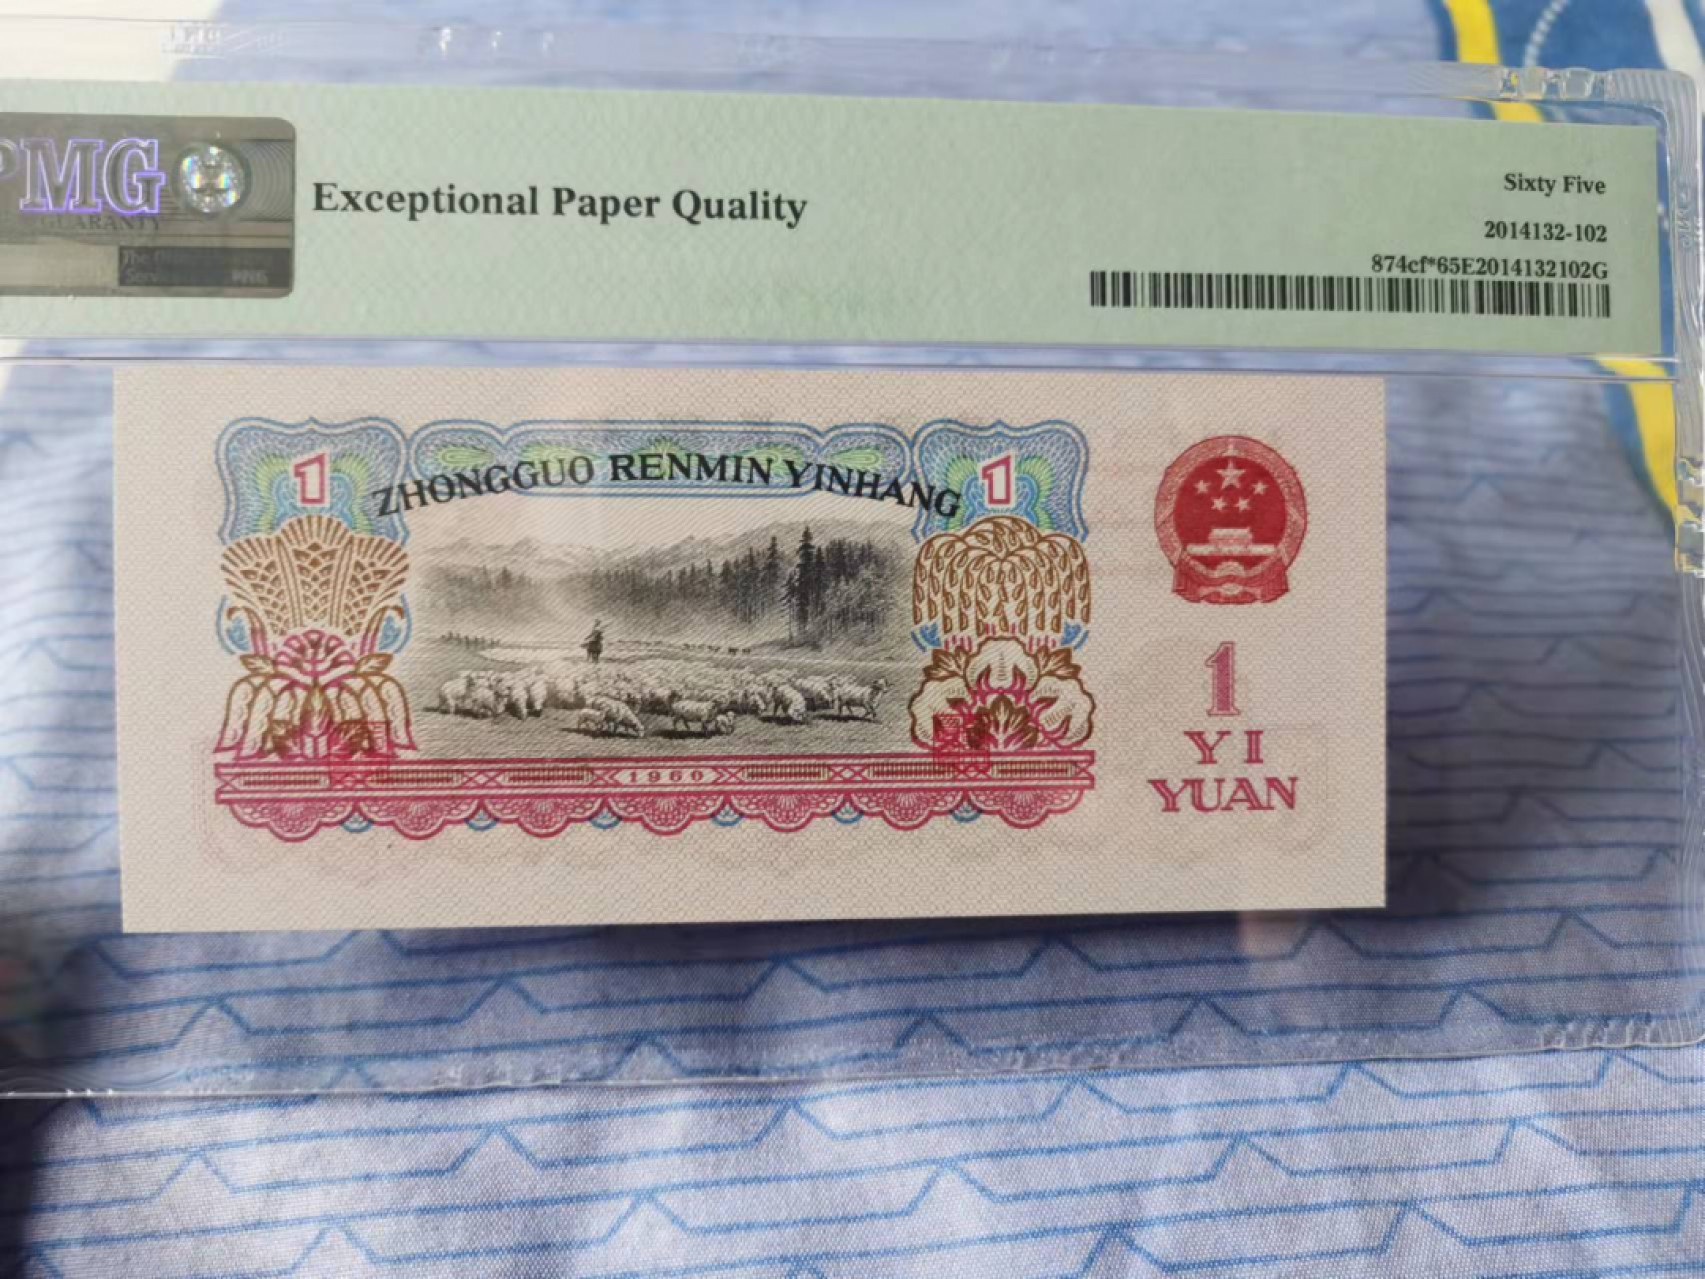 PMG
GUARANTY
Exceptional Paper Quality
Sixty Five
2014132-102
874cf*65E2014132102G
1 ZHONGGUO RENMIN YINHANG 1
1960
1
YI
YUAN